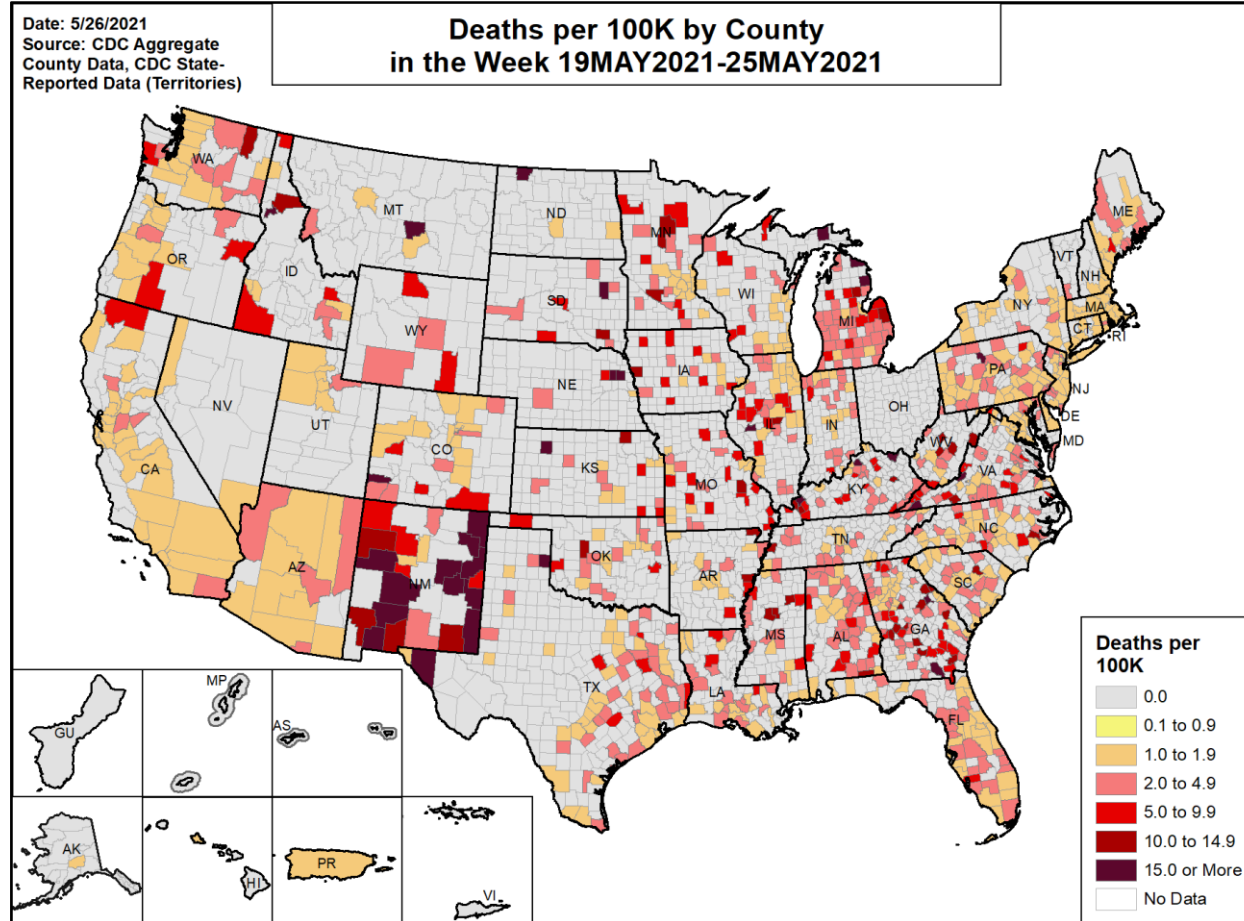 Date: 5/26/2021
Source: CDC Aggregate
County Data, CDC State-
Reported Data (Territories)
Deaths per 100K by County
in the Week 19MAY2021-25MAY2021
WA
MT
ND
MN
ME
OR
ID
SD
WI
MI
VT
NH
NY
MA
CT
RI
WY
IA
NE
PA
NJ
NV
UT
CO
IL
IN
OH
DE
MD
WV
CA
KS
MO
KY
VA
AZ
NM
OK
AR
TN
NC
SC
MS
AL
GA
TX
LA
FL
GU
MP
AS
AK
HI
PR
VI
Deaths per
100K
0.0
0.1 to 0.9
1.0 to 1.9
2.0 to 4.9
5.0 to 9.9
10.0 to 14.9
15.0 or More
No Data